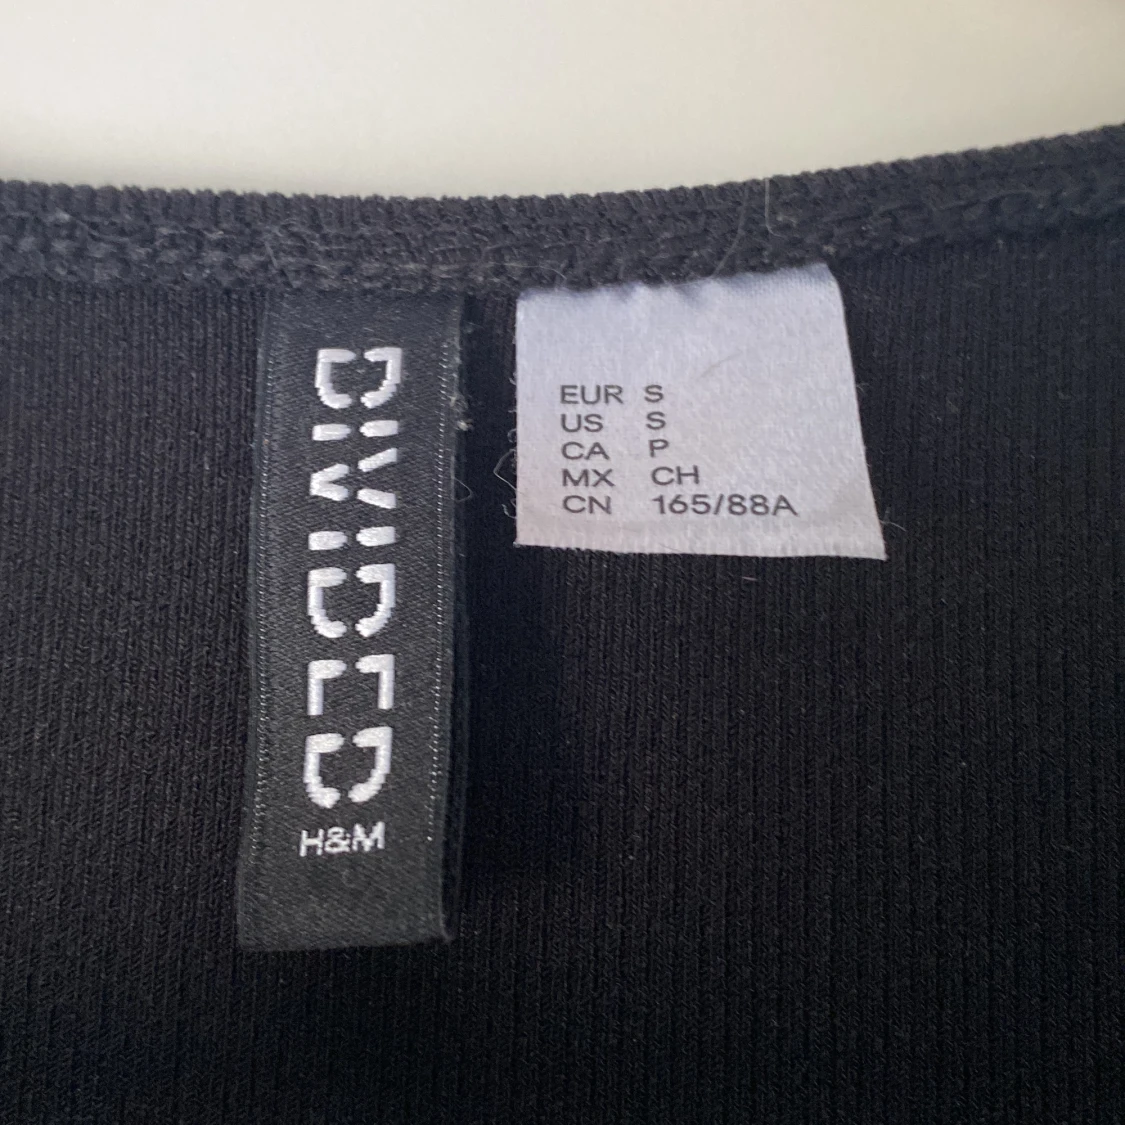 DIVIDED
H&M
EUR S
US S
CA P
MX CH
CN 165/88A